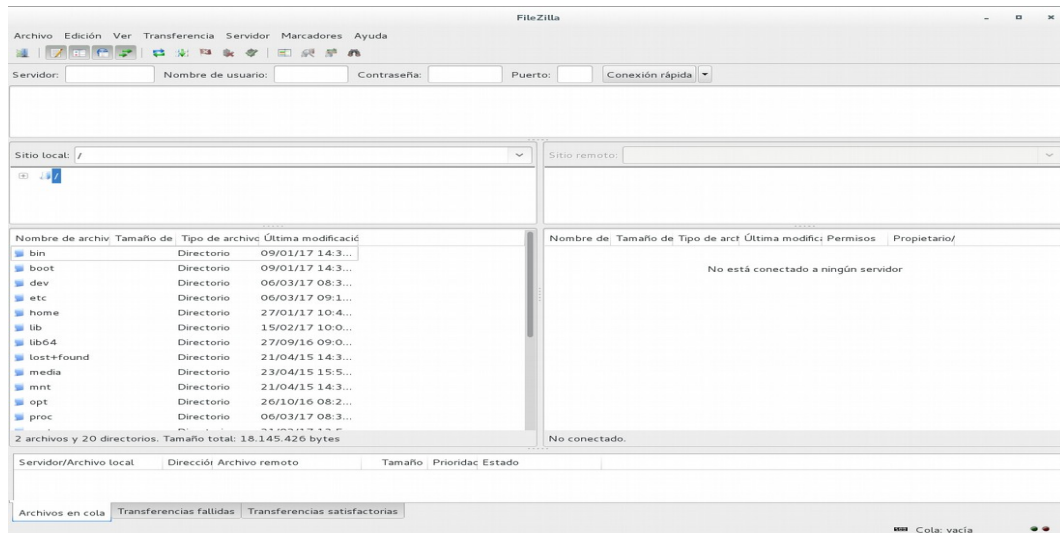 FileZilla
Archivo Edición Ver Transferencia Servidor Marcadores Ayuda
Servidor: Nombre de usuario: Contraseña: Puerto: Conexión rápida
Sitio local: /
Sitio remoto:
/
Nombre de archiv Tamaño de Tipo de archivo Última modificació
Nombre de Tamaño de Tipo de arch Última modifica Permisos Propietario/
bin Directorio 09/01/17 14:3...
boot Directorio 09/01/17 14:3...
dev Directorio 06/03/17 08:3...
etc Directorio 06/03/17 09:1...
home Directorio 27/01/17 10:4...
lib Directorio 15/02/17 10:0...
lib64 Directorio 27/09/16 09:0...
lost+found Directorio 21/04/15 14:3...
media Directorio 23/04/15 15:5...
mnt Directorio 21/04/15 14:3...
opt Directorio 26/10/16 08:2...
proc Directorio 06/03/17 08:3...
No está conectado a ningún servidor
2 archivos y 20 directorios. Tamaño total: 18.145.426 bytes
No conectado.
Servidor/Archivo local Direcciór Archivo remoto Tamaño Prioridac Estado
Archivos en cola Transferencias fallidas Transferencias satisfactorias
Cola: vacía